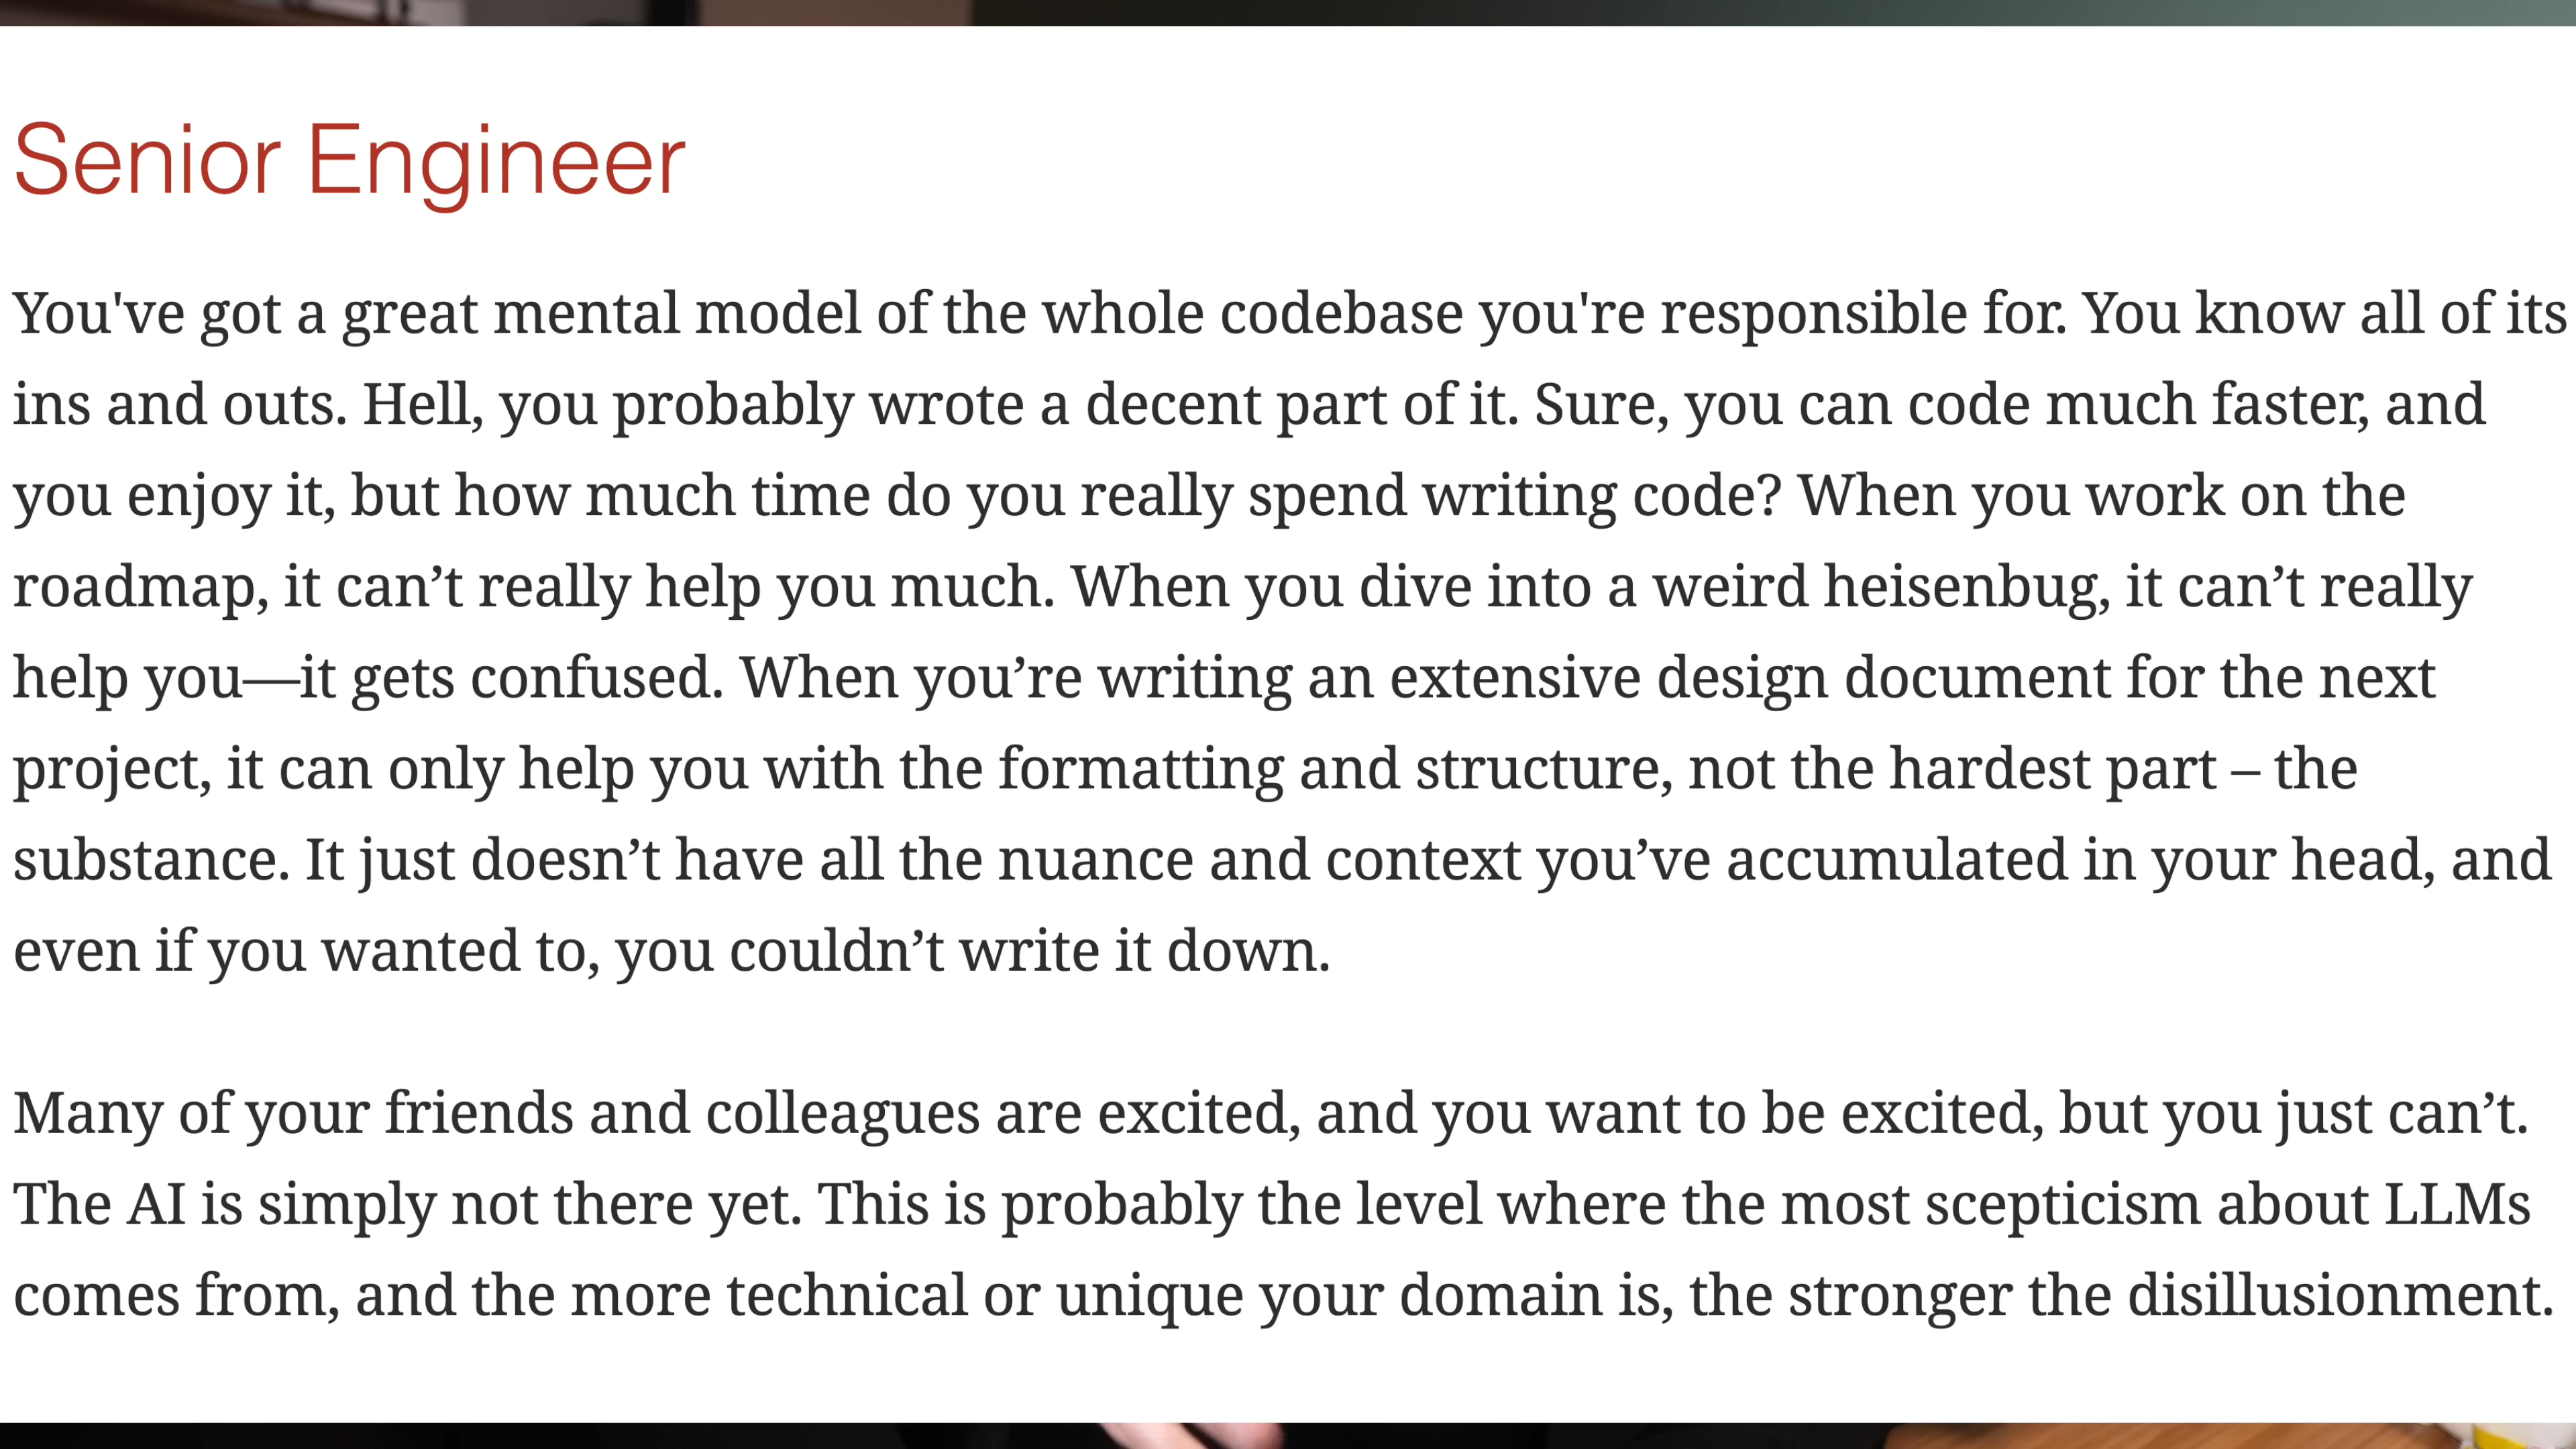 Senior Engineer
You've got a great mental model of the whole codebase you're responsible for. You know all of its
ins and outs. Hell, you probably wrote a decent part of it. Sure, you can code much faster, and
you enjoy it, but how much time do you really spend writing code? When you work on the
roadmap, it can’t really help you much. When you dive into a weird heisenbug, it can’t really
help you—it gets confused. When you’re writing an extensive design document for the next
project, it can only help you with the formatting and structure, not the hardest part – the
substance. It just doesn’t have all the nuance and context you’ve accumulated in your head, and
even if you wanted to, you couldn’t write it down.
Many of your friends and colleagues are excited, and you want to be excited, but you just can’t.
The AI is simply not there yet. This is probably the level where the most scepticism about LLMs
comes from, and the more technical or unique your domain is, the stronger the disillusionment.